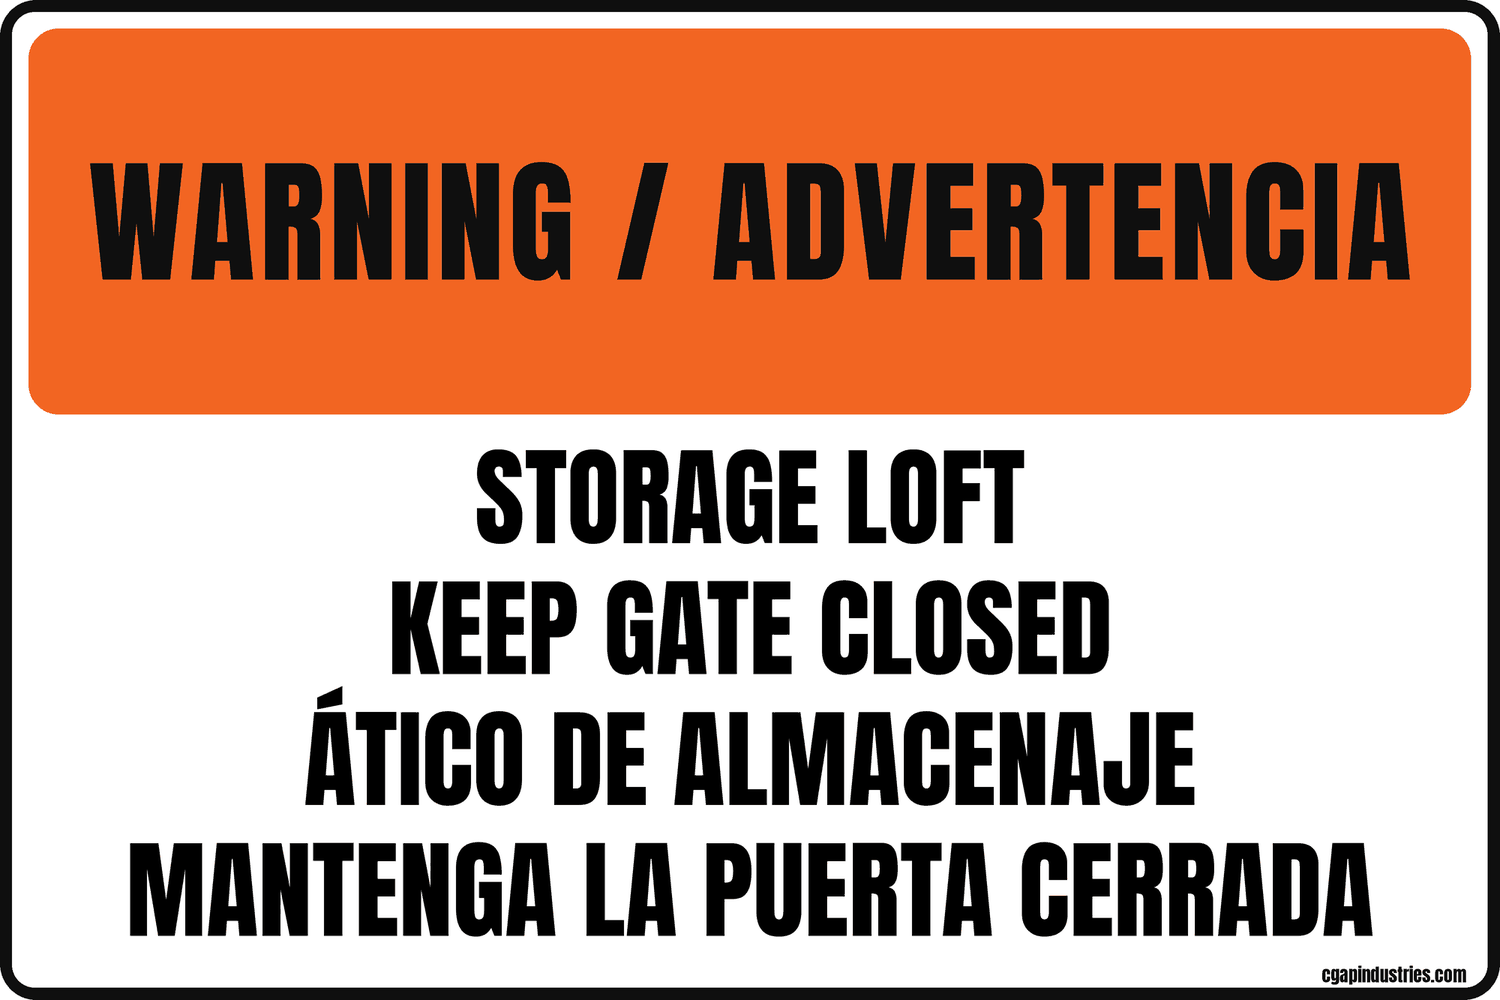 WARNING / ADVERTENCIA
STORAGE LOFT
KEEP GATE CLOSED
ÁTICO DE ALMACENAJE
MANTENGA LA PUERTA CERRADA
cgapindustries.com